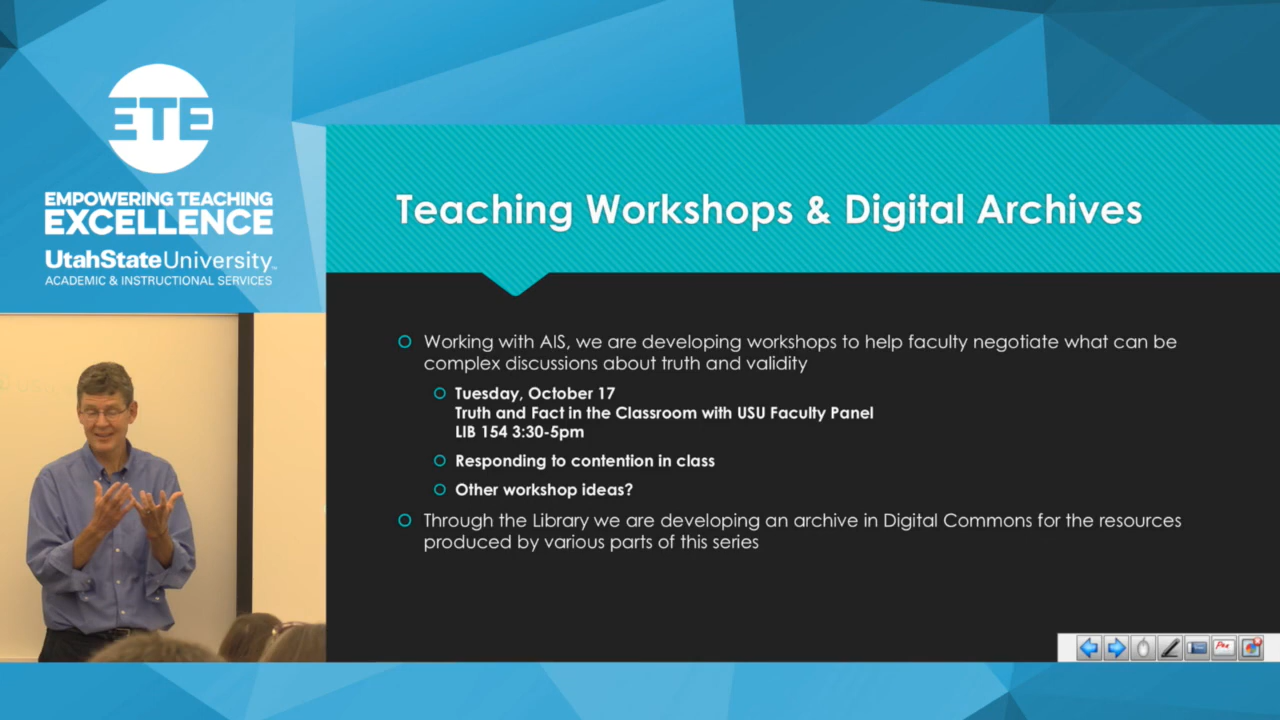 ETE
EMPOWERING TEACHING
EXCELLENCE
UtahStateUniversity
ACADEMIC & INSTRUCTIONAL SERVICES
Teaching Workshops & Digital Archives
Working with AIS, we are developing workshops to help faculty negotiate what can be
complex discussions about truth and validity
Tuesday, October 17
Truth and Fact in the Classroom with USU Faculty Panel
LIB 154 3:30-5pm
Responding to contention in class
Other workshop ideas?
Through the Library we are developing an archive in Digital Commons for the resources
produced by various parts of this series